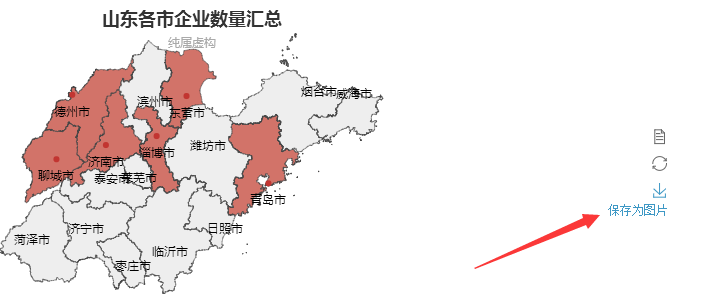 山东各市企业数量汇总
纯属虚构
烟台市
威海市
滨州市
德州市
东营市
潍坊市
淄博市
济南市
聊城市
泰安市
莱芜市
青岛市
保存为图片
日照市
济宁市
菏泽市
临沂市
枣庄市